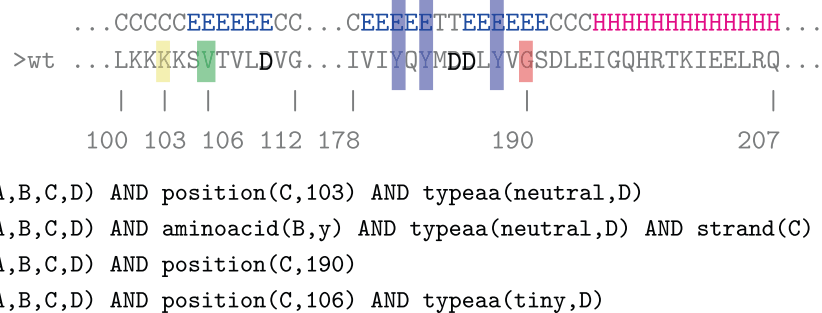 ...CCCCCEEEEEECC...CEEEEETTEEEEEECCCHHHHHHHHHHHHH...
>wt ...LKKKKSVTVLDVG...IVIYQYMDDLYVGSDLEIGQHRTKIEELRQ...
| | | | | | |
100 103 106 112 178 190 207
A,B,C,D) AND position(C,103) AND typeaa(neutral,D)
A,B,C,D) AND aminoacid(B,y) AND typeaa(neutral,D) AND strand(C)
A,B,C,D) AND position(C,190)
A,B,C,D) AND position(C,106) AND typeaa(tiny,D)